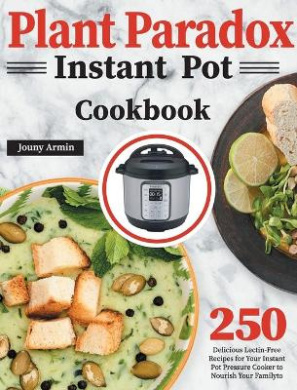 Plant Paradox
Instant Pot
Cookbook
Jouny Armin
250
Delicious Lectin-Free
Recipes for Your Instant
Pot Pressure Cooker to
Nourish Your Familyto